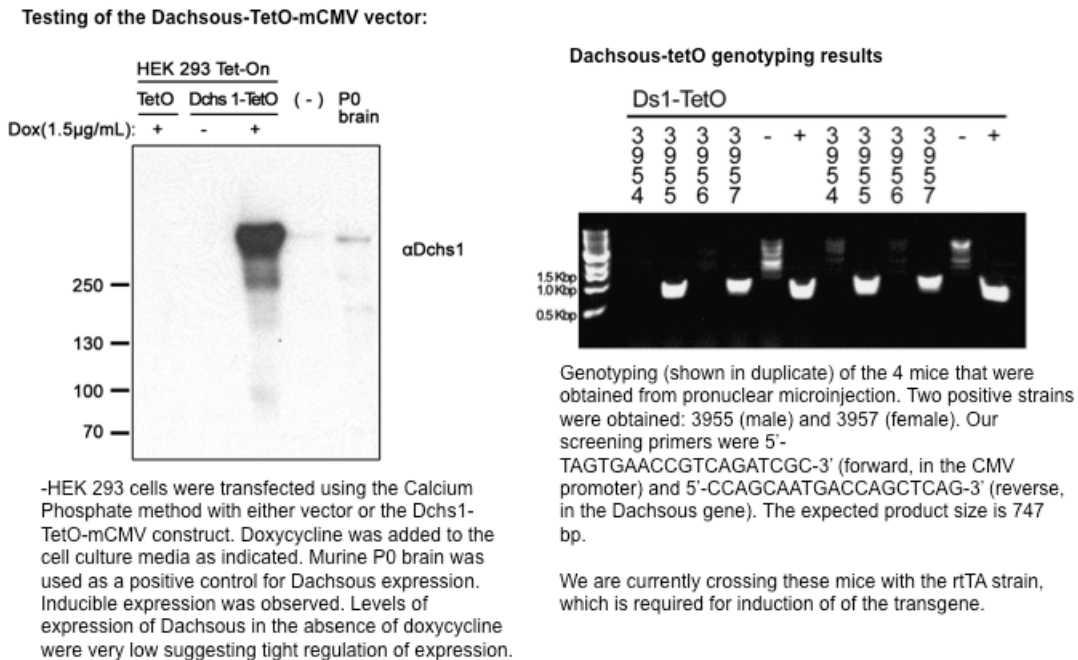 Testing of the Dachsous-TetO-mCMV vector:
HEK 293 Tet-On
TetO Dchs 1-TetO (-) P0
brain
Dox(1.5µg/mL): + - +
αDchs1
250
130
100
70
-HEK 293 cells were transfected using the Calcium
Phosphate method with either vector or the Dchs1-
TetO-mCMV construct. Doxycycline was added to the
cell culture media as indicated. Murine P0 brain was
used as a positive control for Dachsous expression.
Inducible expression was observed. Levels of
expression of Dachsous in the absence of doxycycline
were very low suggesting tight regulation of expression.
Dachsous-tetO genotyping results
Ds1-TetO
3954 3955 3956 3957 - + 3954 3955 3956 3957 - +
1.5Kbp
1.0Kbp
0.5Kbp
Genotyping (shown in duplicate) of the 4 mice that were
obtained from pronuclear microinjection. Two positive strains
were obtained: 3955 (male) and 3957 (female). Our
screening primers were 5'-
TAGTGAACCGTCAGATCGC-3' (forward, in the CMV
promoter) and 5'-CCAGCAATGACCAGCTCAG-3' (reverse,
in the Dachsous gene). The expected product size is 747
bp.
We are currently crossing these mice with the rtTA strain,
which is required for induction of of the transgene.